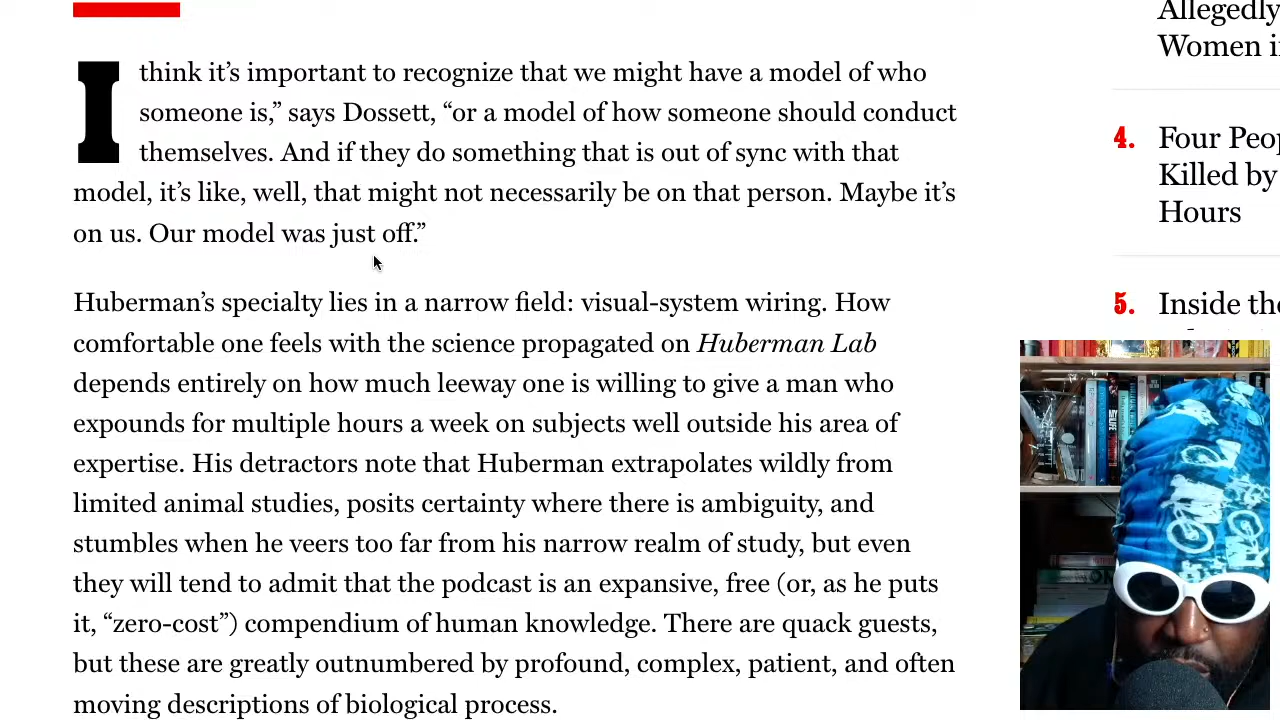 I think it’s important to recognize that we might have a model of who
someone is,” says Dossett, “or a model of how someone should conduct
themselves. And if they do something that is out of sync with that
model, it’s like, well, that might not necessarily be on that person. Maybe it’s
on us. Our model was just off.”
Huberman’s specialty lies in a narrow field: visual-system wiring. How
comfortable one feels with the science propagated on Huberman Lab
depends entirely on how much leeway one is willing to give a man who
expounds for multiple hours a week on subjects well outside his area of
expertise. His detractors note that Huberman extrapolates wildly from
limited animal studies, posits certainty where there is ambiguity, and
stumbles when he veers too far from his narrow realm of study, but even
they will tend to admit that the podcast is an expansive, free (or, as he puts
it, “zero-cost”) compendium of human knowledge. There are quack guests,
but these are greatly outnumbered by profound, complex, patient, and often
moving descriptions of biological process.
Allegedly
Women i
4. Four Peo
Killed by
Hours
5. Inside the